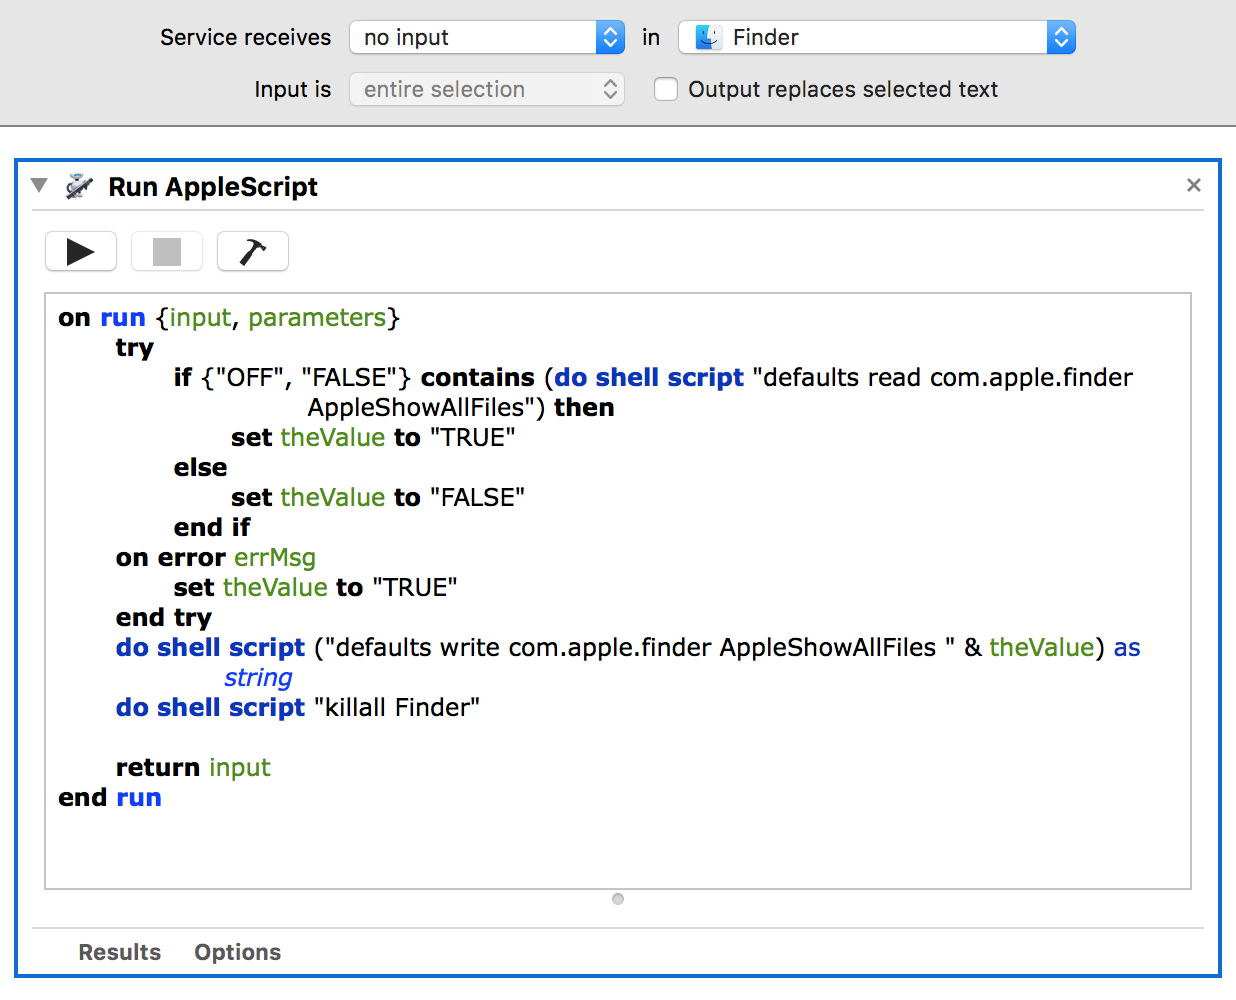 Service receives no input in Finder
Input is entire selection Output replaces selected text
Run AppleScript
on run {input, parameters}
try
if {"OFF", "FALSE"} contains (do shell script "defaults read com.apple.finder
AppleShowAllFiles") then
set theValue to "TRUE"
else
set theValue to "FALSE"
end if
on error errMsg
set theValue to "TRUE"
end try
do shell script ("defaults write com.apple.finder AppleShowAllFiles " & theValue) as
string
do shell script "killall Finder"
return input
end run
Results Options